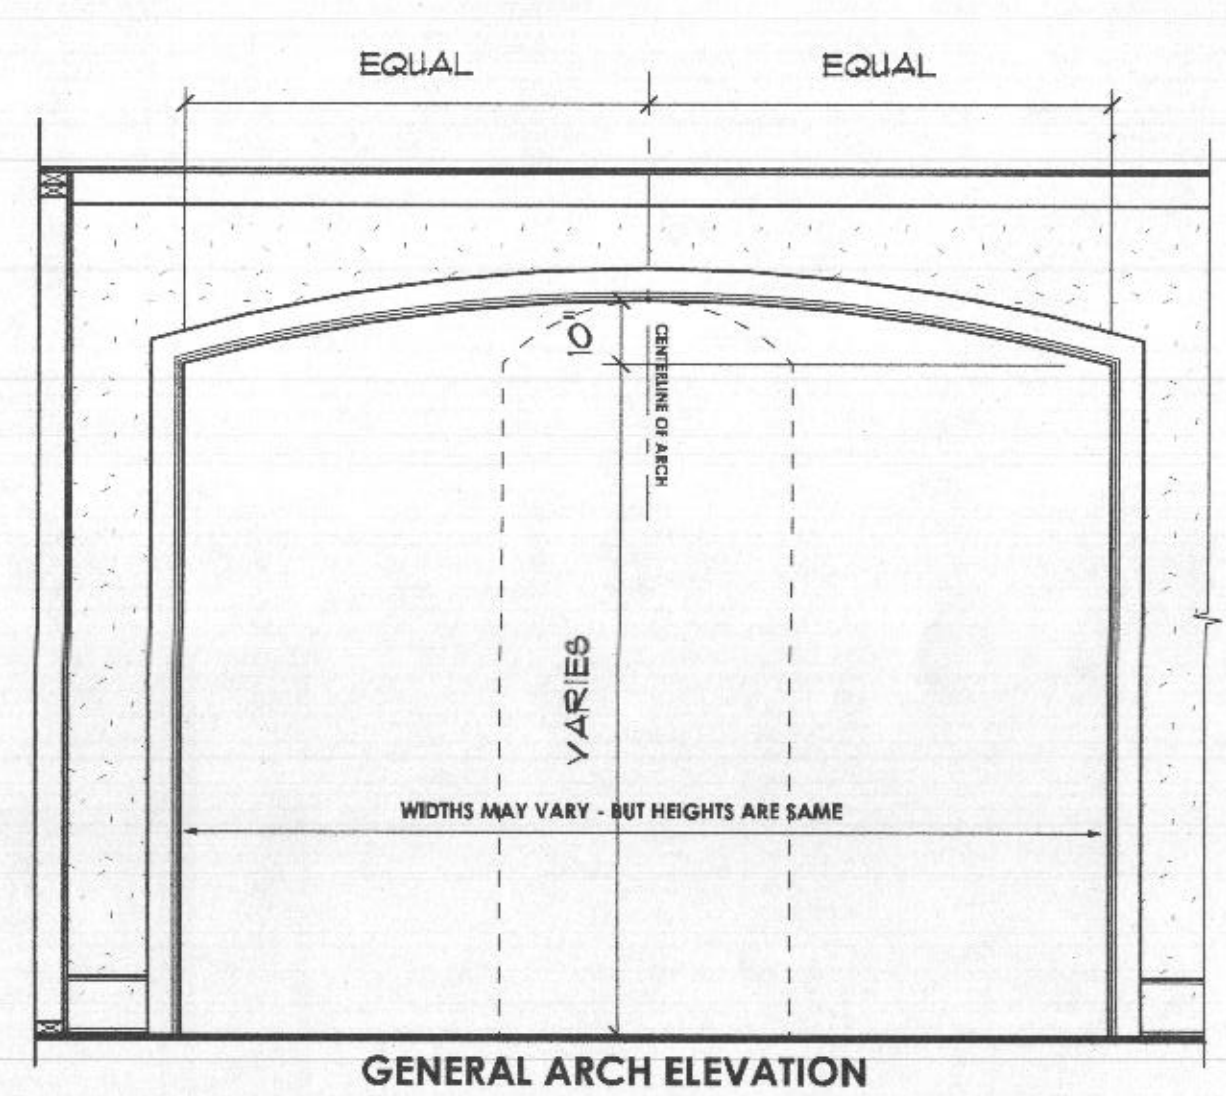 EQUAL
EQUAL
10"
CENTERLINE OF ARCH
VARIES
WIDTHS MAY VARY - BUT HEIGHTS ARE SAME
GENERAL ARCH ELEVATION